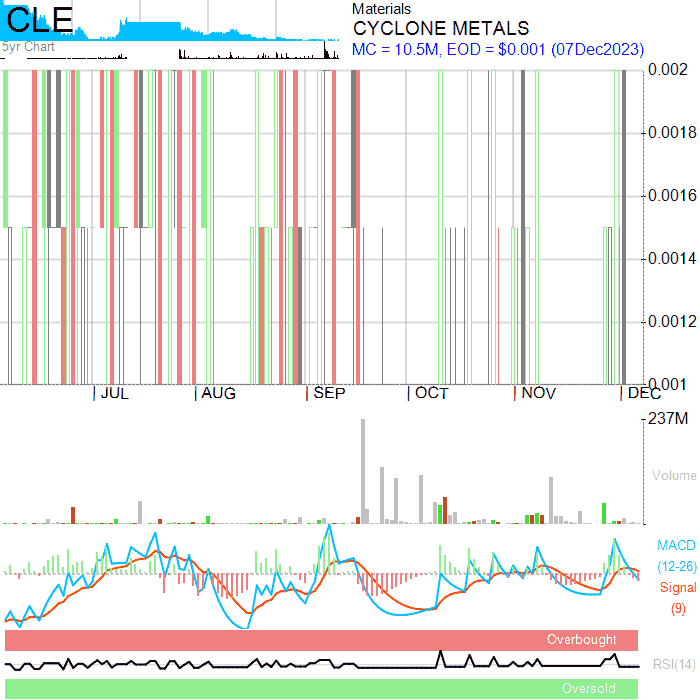 CLE
5yr Chart
Materials
CYCLONE METALS
MC = 10.5M, EOD = $0.001 (07Dec2023)
0.002
0.0018
0.0016
0.0014
0.0012
0.001
JUL AUG SEP OCT NOV DEC
237M
Volume
MACD
(12-26)
Signal
(9)
Overbought
RSI(14)
Oversold